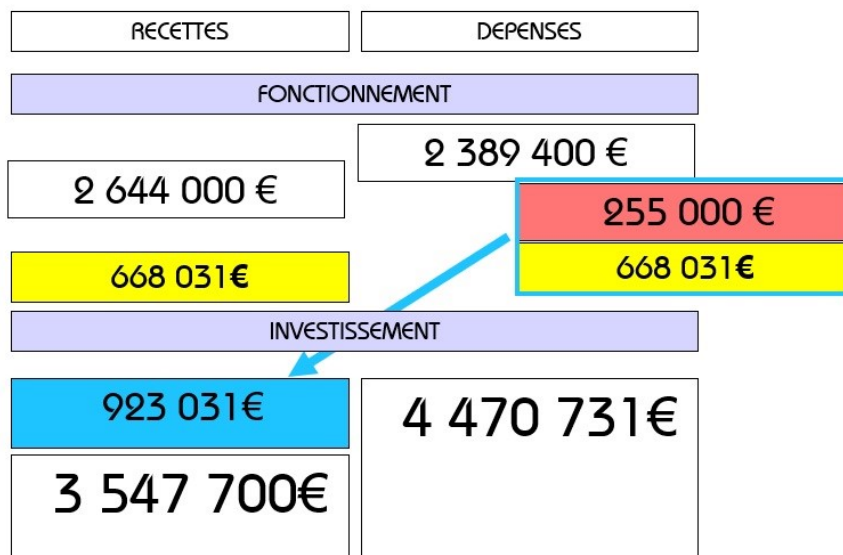 RECETTES
DEPENSES
FONCTIONNEMENT
2 389 400 €
2 644 000 €
255 000 €
668 031€
668 031€
INVESTISSEMENT
923 031€
4 470 731€
3 547 700€